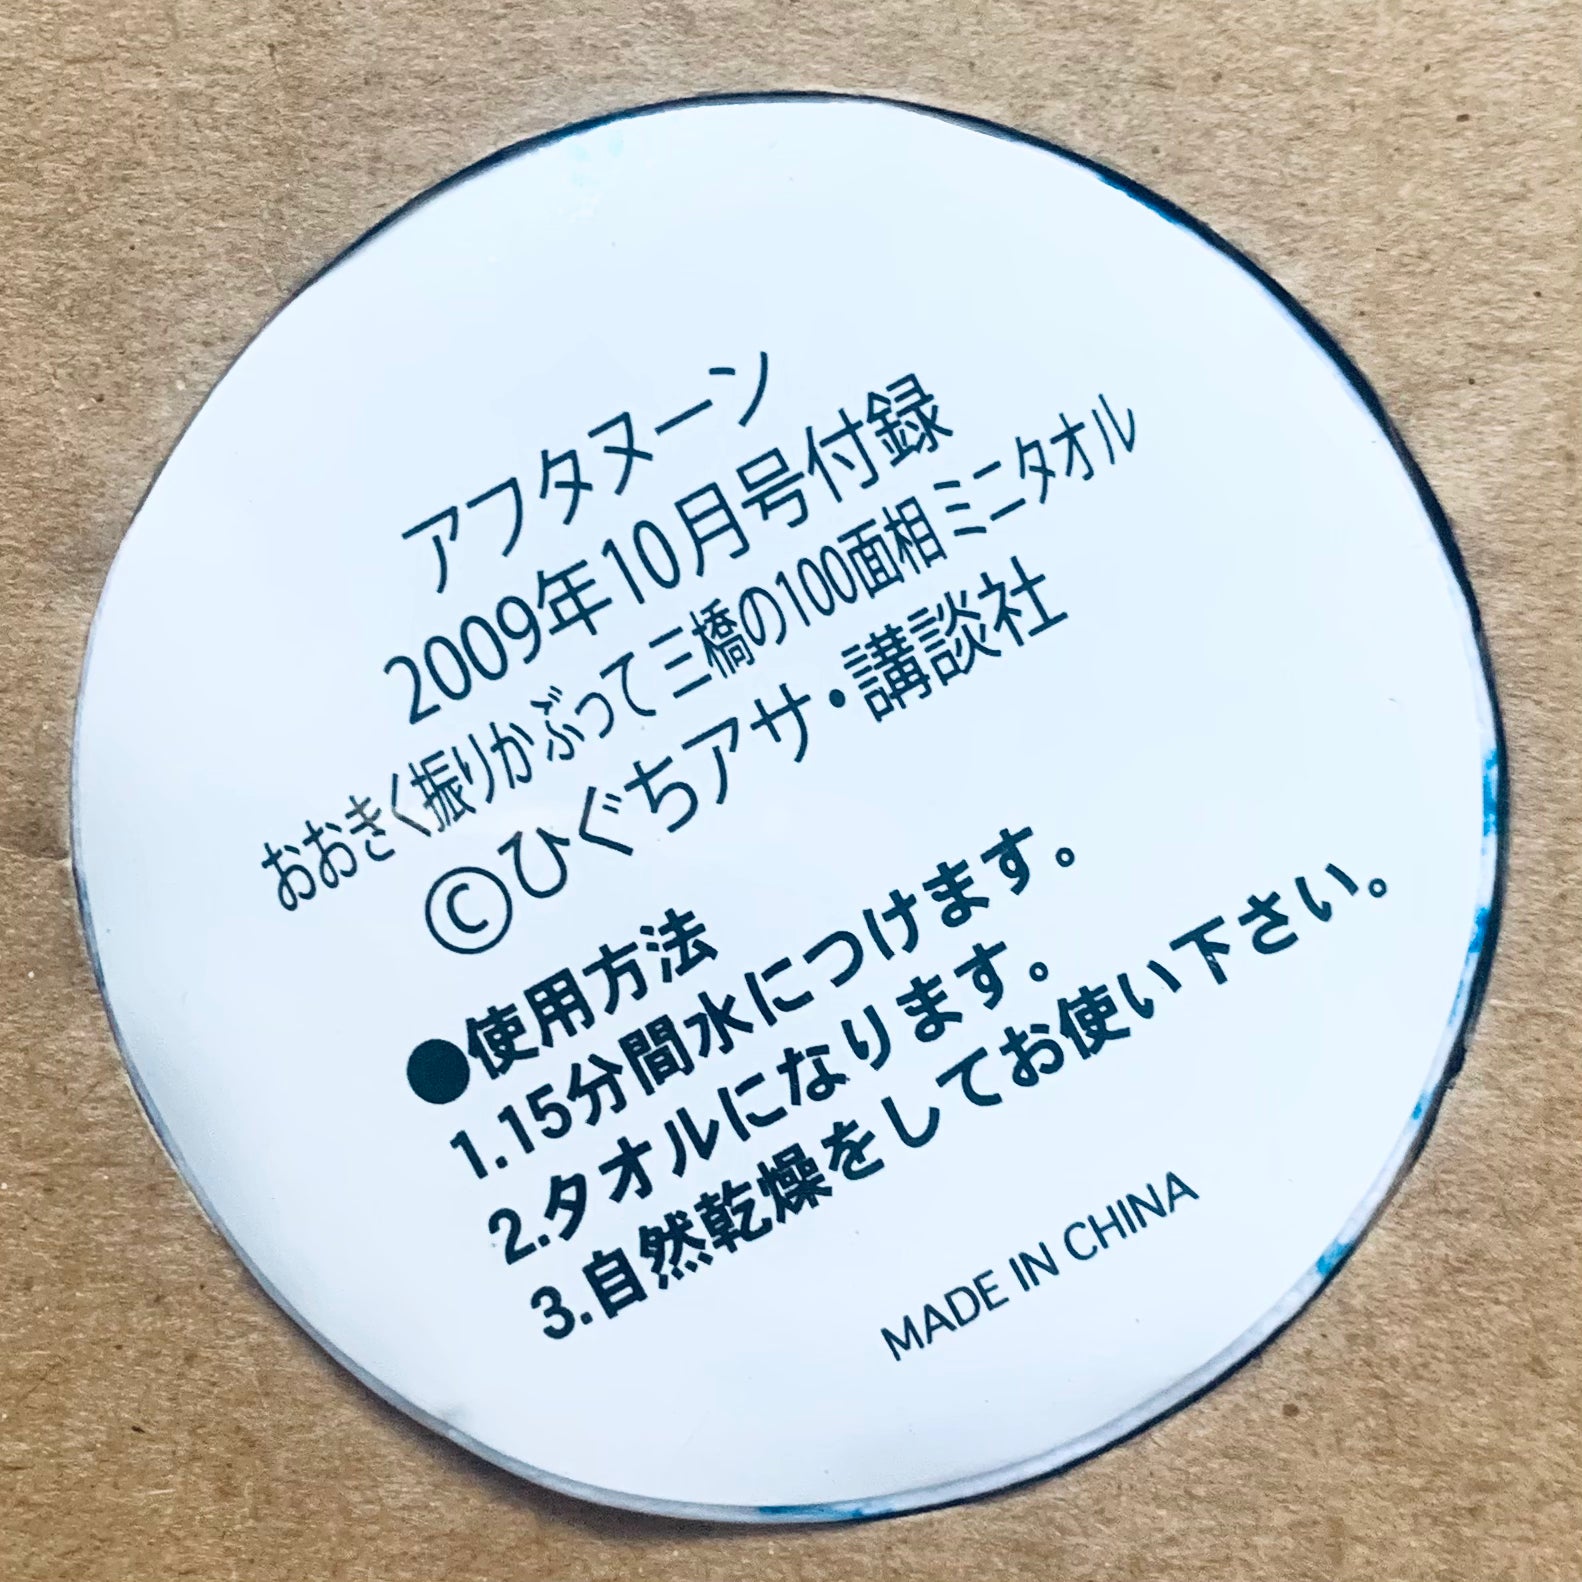 アフタヌーン
2009年10月号付録
おおきく振りかぶって三橋の100面相ミニタオル
©ひぐちアサ・講談社
●使用方法
1.15分間水につけます。
2.タオルになります。
3.自然乾燥をしてお使い下さい。
MADE IN CHINA